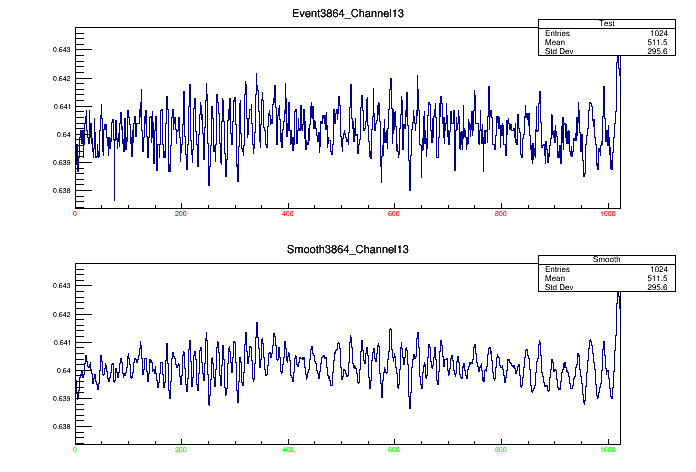 Event3864_Channel13
Test
Entries 1024
Mean 511.5
Std Dev 295.6
0.643
0.642
0.641
0.64
0.639
0.638
0 200 400 600 800 1000
Smooth3864_Channel13
Smooth
Entries 1024
Mean 511.5
Std Dev 295.6
0.643
0.642
0.641
0.64
0.639
0.638
0 200 400 600 800 1000